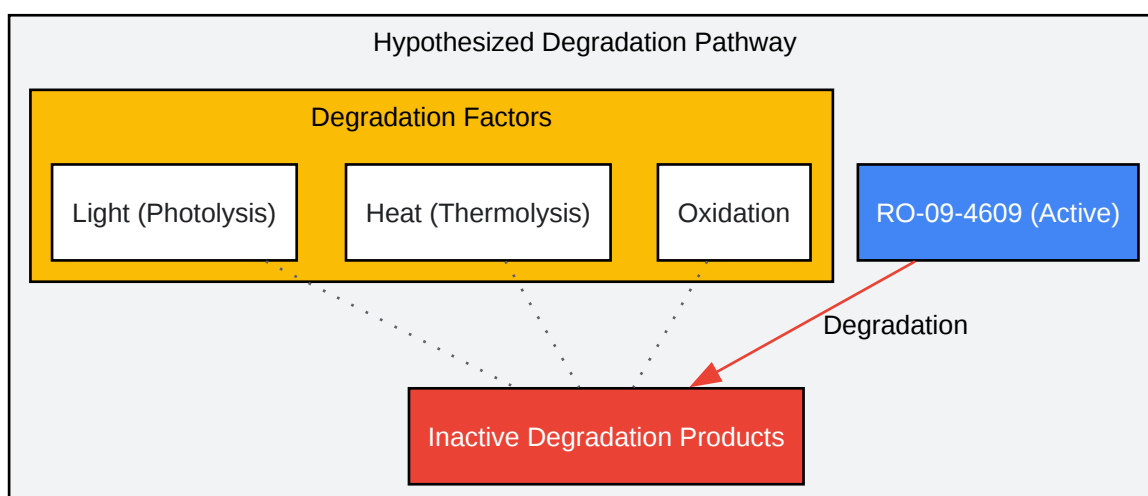 Hypothesized Degradation Pathway
Degradation Factors
Light (Photolysis)
Heat (Thermolysis)
Oxidation
RO-09-4609 (Active)
Degradation
Inactive Degradation Products